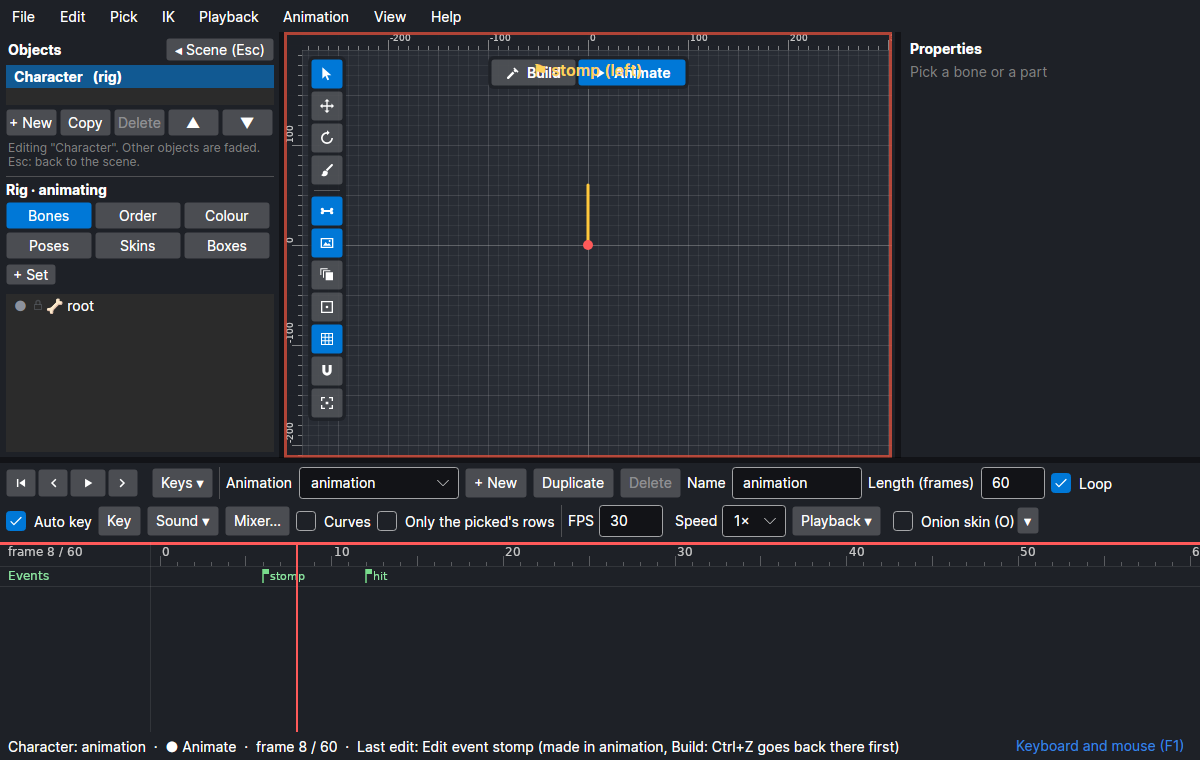 File Edit Pick IK Playback Animation View Help
Objects
◂ Scene (Esc)
Character (rig)
+ New Copy Delete ▲ ▼
Editing "Character". Other objects are faded.
Esc: back to the scene.
Rig · animating
Bones Order Colour
Poses Skins Boxes
+ Set
root
-200 -100 0 100 200
100
0
-100
-200
Build
Animate
stomp (left)
Properties
Pick a bone or a part
Keys ▾ Animation animation + New Duplicate Delete Name animation Length (frames) 60 Loop
Auto key Key Sound ▾ Mixer... Curves Only the picked's rows FPS 30 Speed 1× Playback ▾ Onion skin (O) ▾
frame 8 / 60 0 10 20 30 40 50 6
Events stomp hit
Character: animation · ● Animate · frame 8 / 60 · Last edit: Edit event stomp (made in animation, Build: Ctrl+Z goes back there first)
Keyboard and mouse (F1)